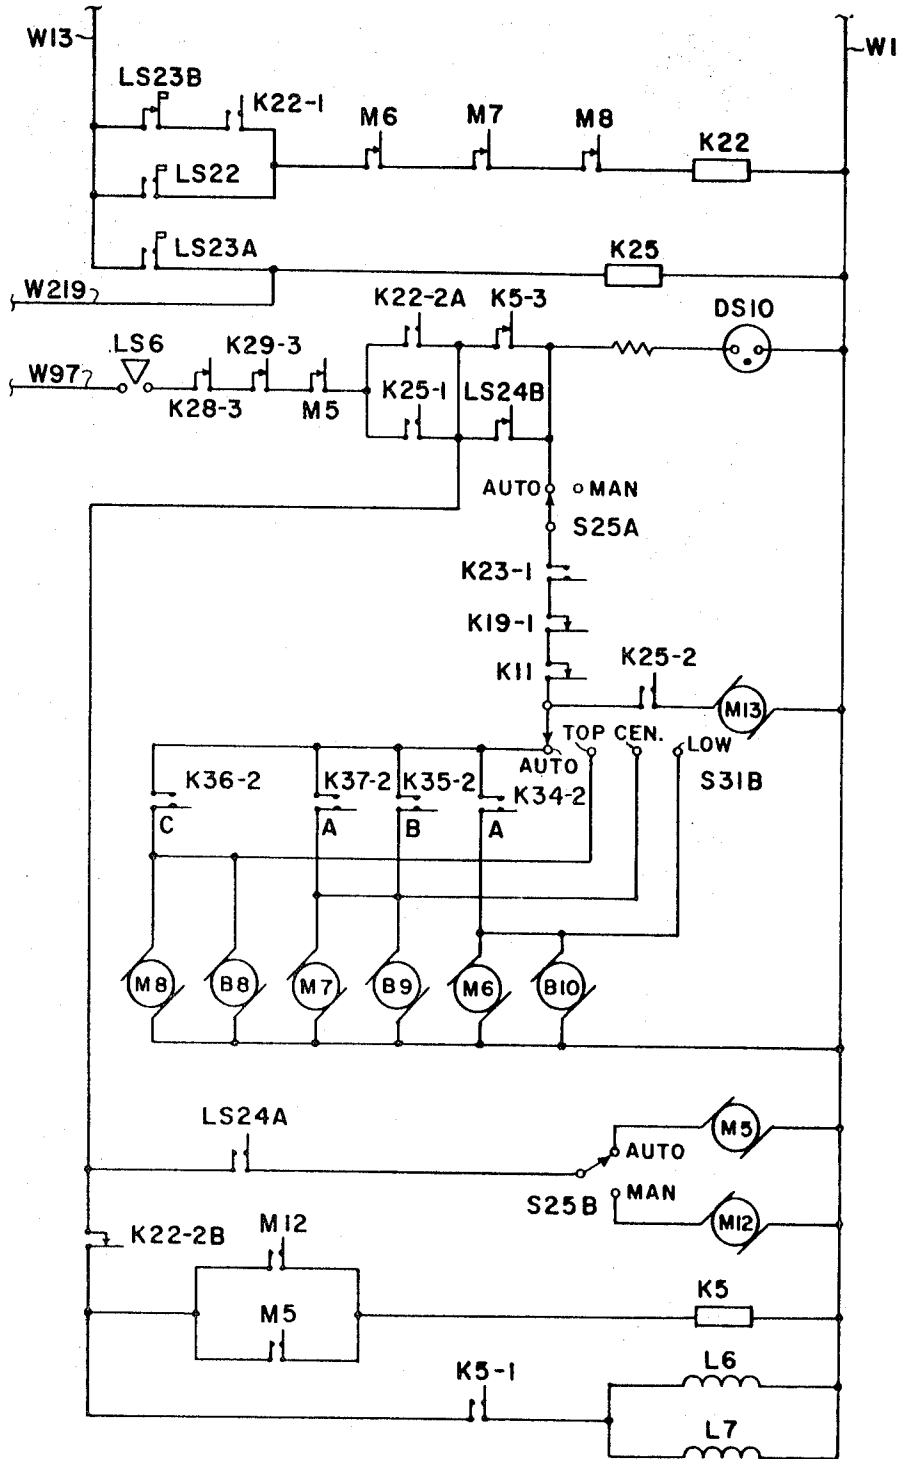 W13
W1
LS23B
K22-1
M6
M7
M8
K22
LS22
LS23A
K25
W219
K22-2A
K5-3
DS10
LS6
K29-3
W97
K25-1
LS24B
K28-3
M5
AUTO
MAN
S25A
K23-1
K19-1
K11
K25-2
M13
TOP CEN.
LOW
AUTO
S31B
K36-2
K37-2
K35-2
K34-2
C
A
B
A
M8
B8
M7
B9
M6
B10
LS24A
M5
AUTO
S25B
MAN
M12
K22-2B
M12
M5
K5
K5-1
L6
L7